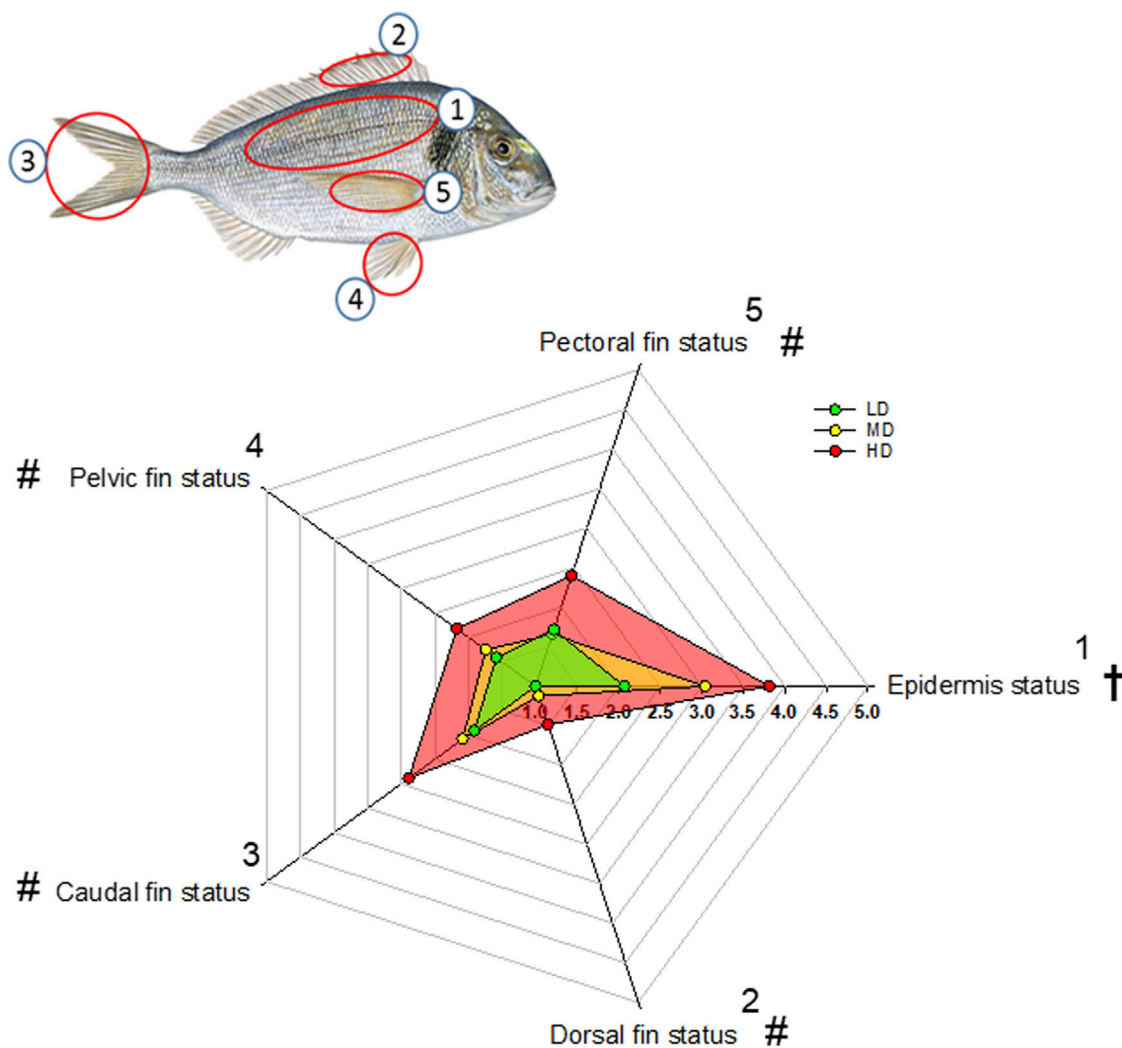 2
1
3
5
4
5
Pectoral fin status #
LD
MD
HD
4
# Pelvic fin status
1
Epidermis status †
1.0 1.5 2.0 2.5 3.0 3.5 4.0 4.5 5.0
3
# Caudal fin status
2
Dorsal fin status #